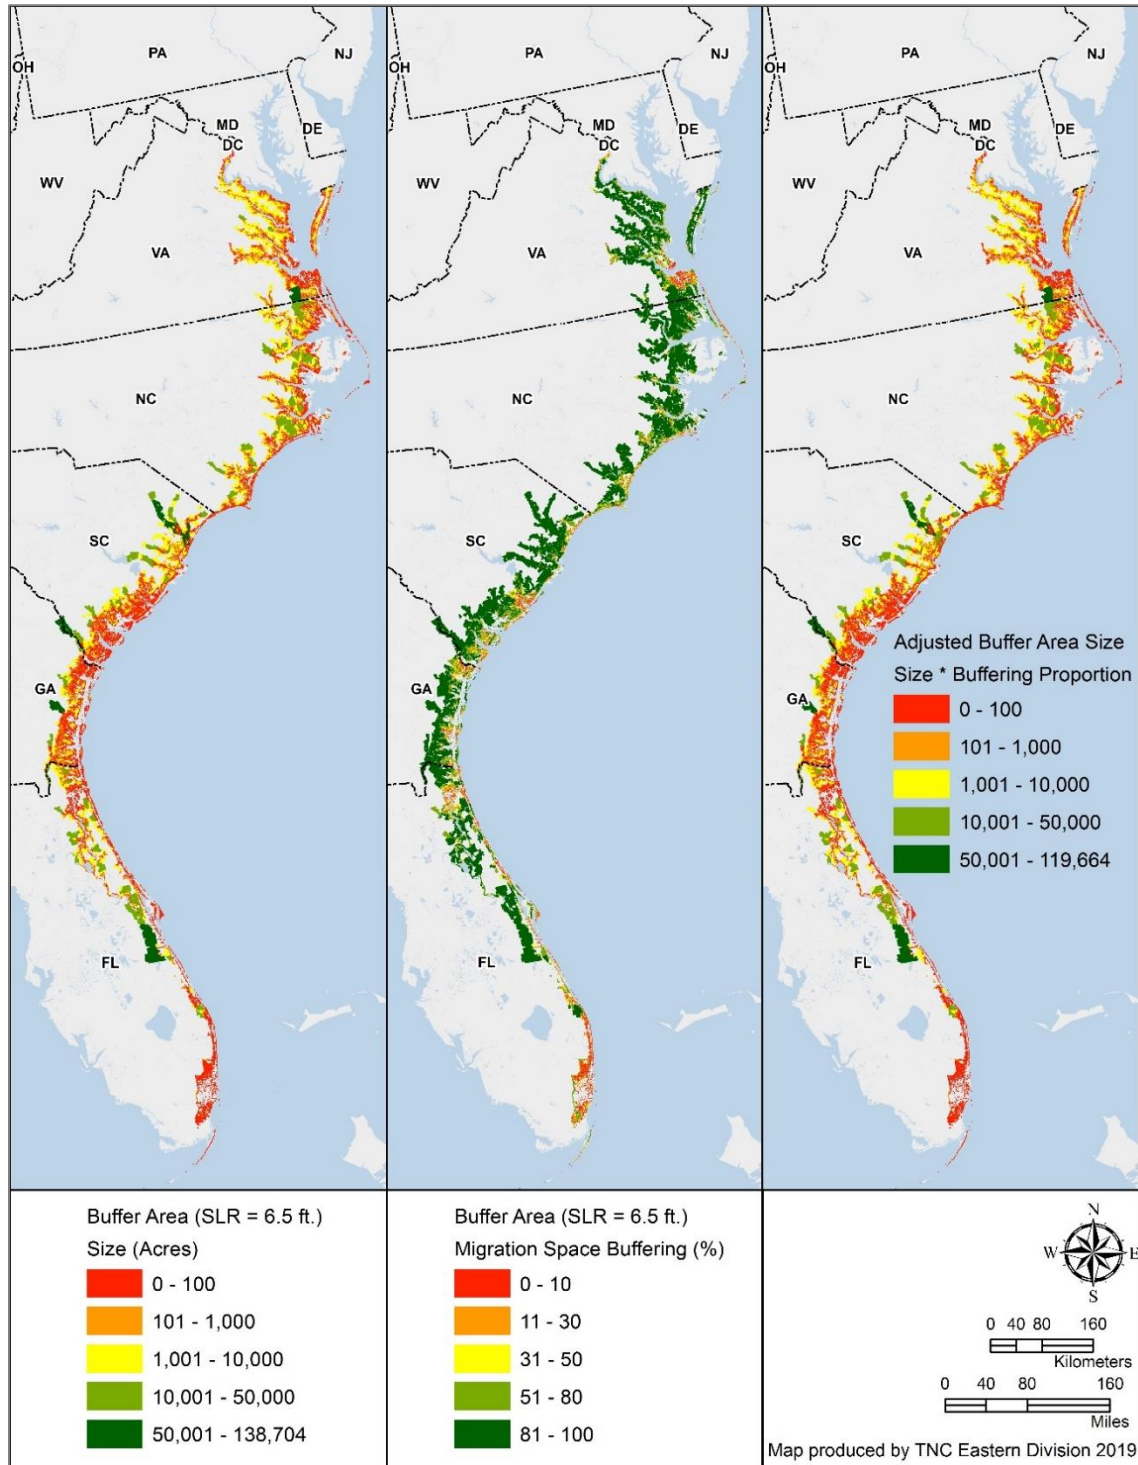 PA
NJ
OH
MD
DE
DC
WV
VA
NC
SC
GA
FL
PA
NJ
OH
MD
DE
DC
WV
VA
NC
SC
GA
FL
PA
NJ
OH
MD
DE
DC
WV
VA
NC
SC
GA
FL
Adjusted Buffer Area Size
Size * Buffering Proportion
0 - 100
101 - 1,000
1,001 - 10,000
10,001 - 50,000
50,001 - 119,664
Buffer Area (SLR = 6.5 ft.)
Size (Acres)
0 - 100
101 - 1,000
1,001 - 10,000
10,001 - 50,000
50,001 - 138,704
Buffer Area (SLR = 6.5 ft.)
Migration Space Buffering (%)
0 - 10
11 - 30
31 - 50
51 - 80
81 - 100
N
W E
S
0 40 80 160
Kilometers
0 40 80 160
Miles
Map produced by TNC Eastern Division 2019